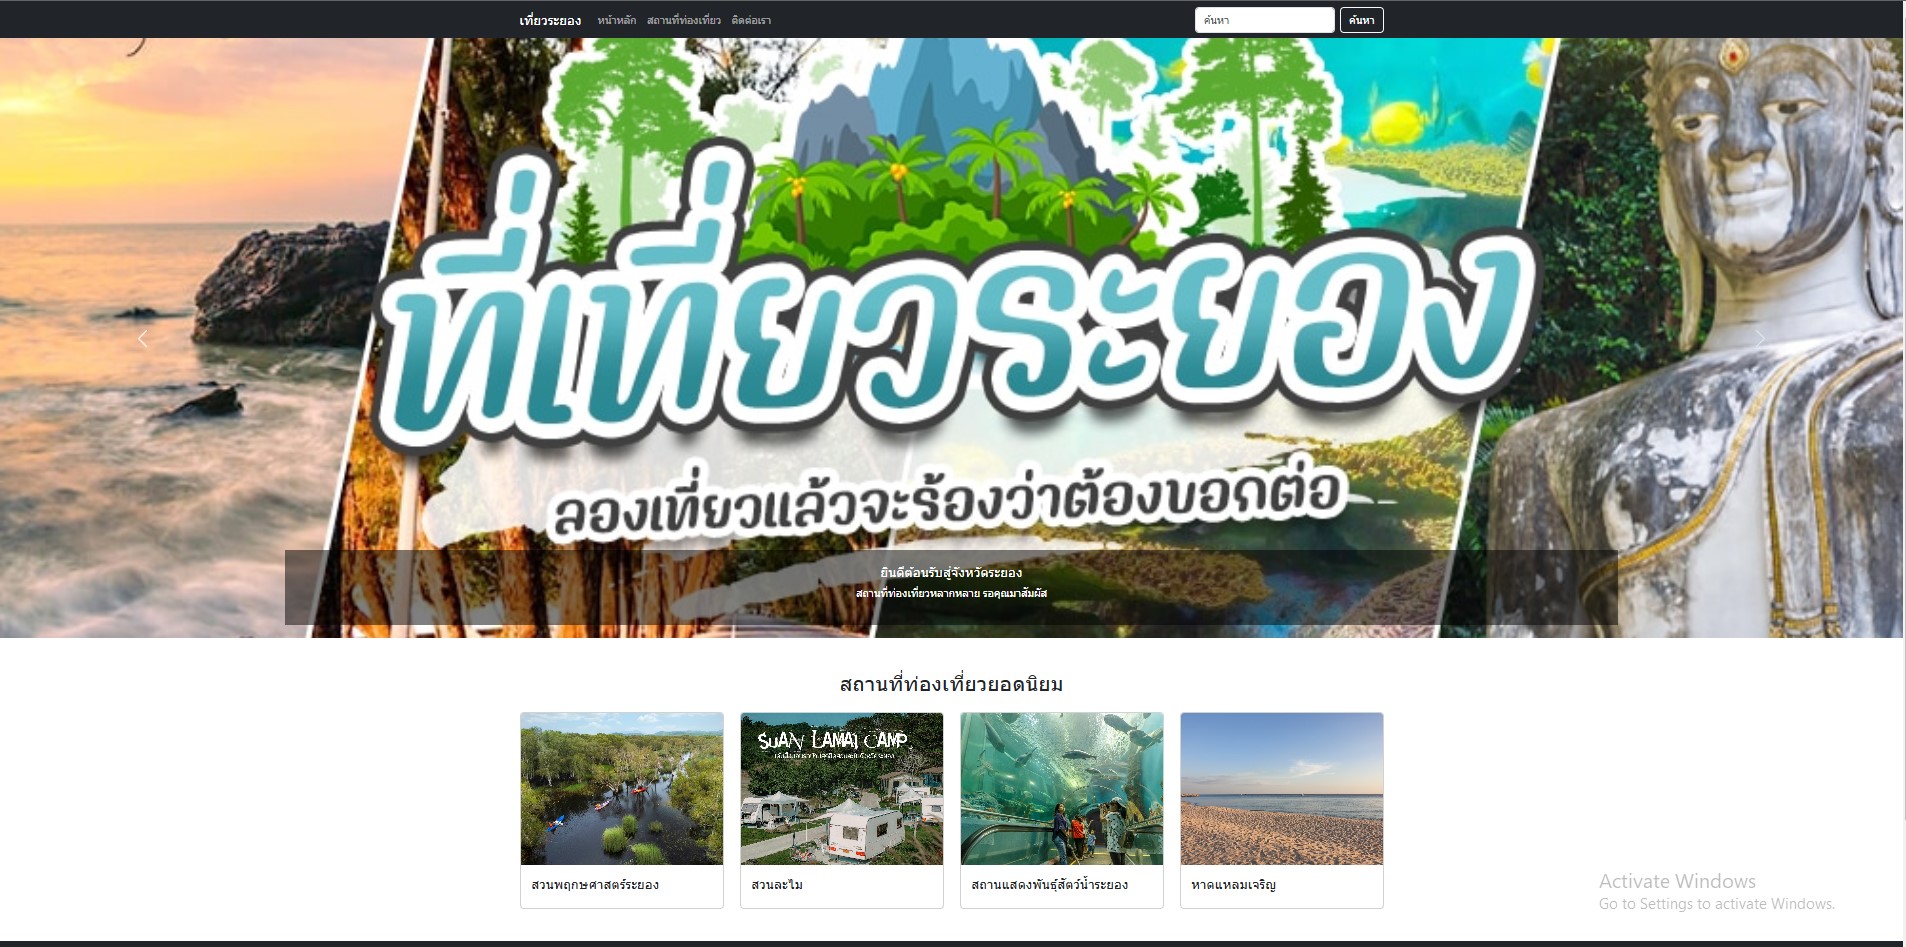 เที่ยวระยอง หน้าหลัก สถานที่ท่องเที่ยว ติดต่อเรา ค้นหา ค้นหา
ที่เที่ยวระยอง
ลองเที่ยวแล้วจะร้องว่าต้องบอกต่อ
ยินดีต้อนรับสู่จังหวัดระยอง
สถานที่ท่องเที่ยวหลากหลาย รอคุณมาสัมผัส
สถานที่ท่องเที่ยวยอดนิยม
SUAN LAMAI CAMP
สวนพฤกษศาสตร์ระยอง
สวนละไม
สถานแสดงพันธุ์สัตว์น้ำระยอง
หาดแหลมเจริญ
Activate Windows
Go to Settings to activate Windows.